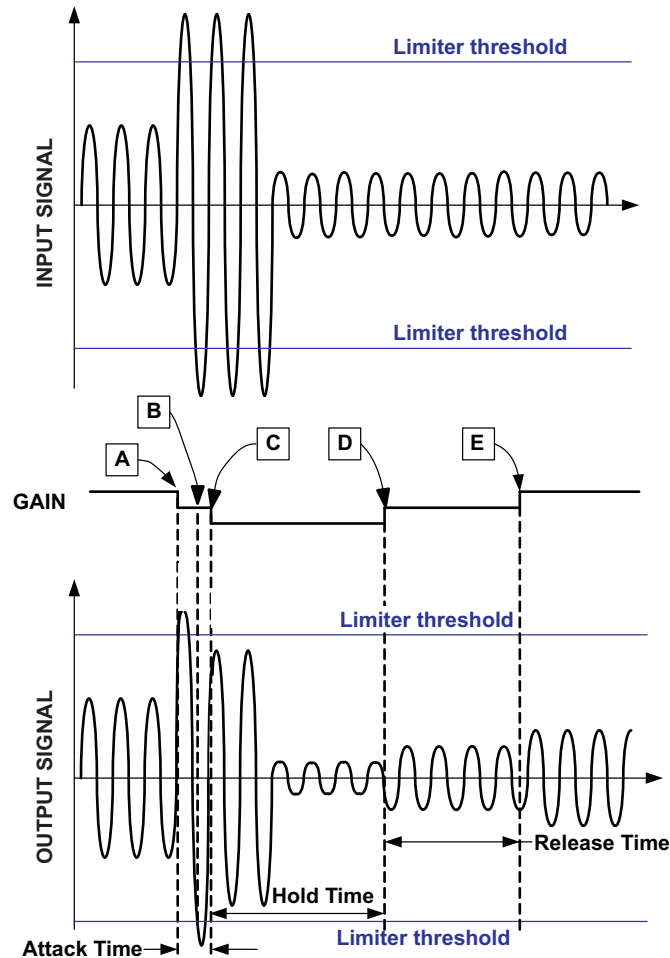 Limiter threshold
INPUT SIGNAL
Limiter threshold
B
A
C
D
E
GAIN
Limiter threshold
OUTPUT SIGNAL
Release Time
Hold Time
Limiter threshold
Attack Time